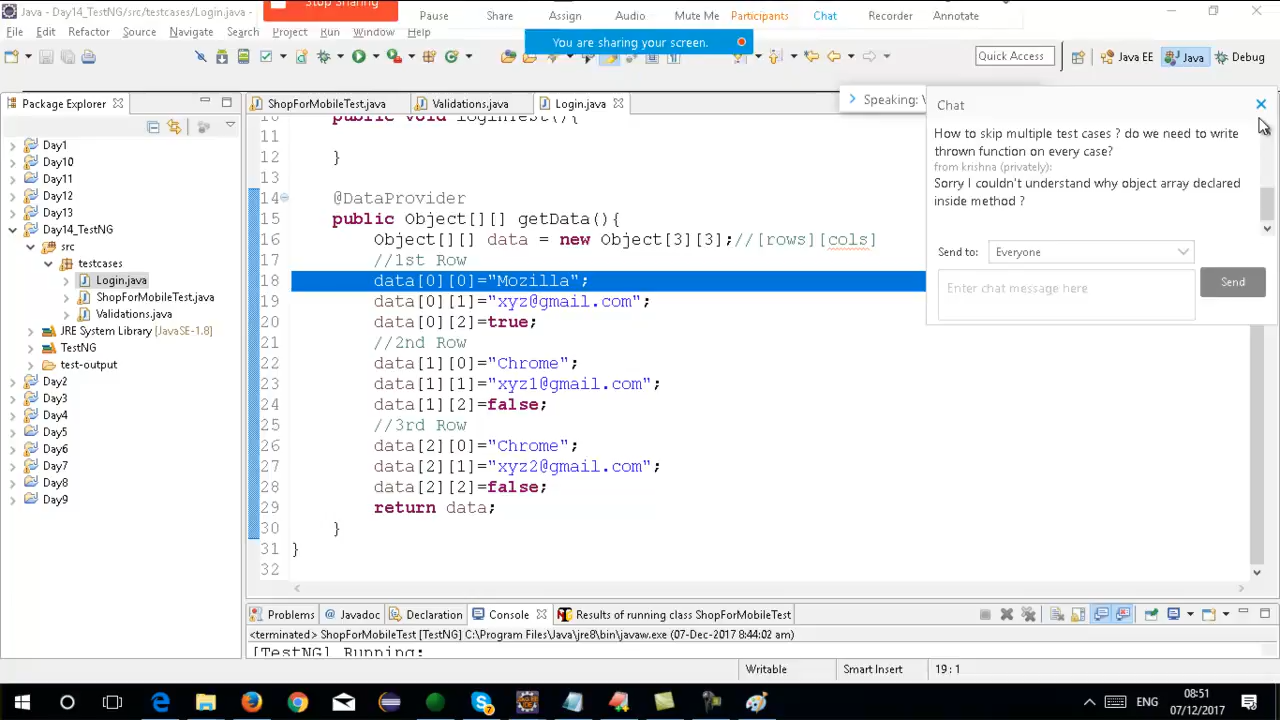 Java - Day14_TestNG/src/testcases/Login.java -
Stop Sharing
Pause
Share
Assign
Audio
Mute Me
Participants
Chat
Recorder
Annotate
File Edit Refactor Source Navigate Search Project Run Window Help
You are sharing your screen.
Quick Access
Java EE
Java
Debug
Package Explorer
ShopForMobileTest.java
Validations.java
Login.java
Speaking:
Chat
How to skip multiple test cases ? do we need to write
thrown function on every case?
from krishna (privately):
Sorry I couldn't understand why object array declared
inside method ?
Send to:
Everyone
Enter chat message here
Send
Day1
Day10
Day11
Day12
Day13
Day14_TestNG
src
testcases
Login.java
ShopForMobileTest.java
Validations.java
JRE System Library [JavaSE-1.8]
TestNG
test-output
Day2
Day3
Day4
Day5
Day6
Day7
Day8
Day9
10 public void loginTest(){
11
12 }
13
14 @DataProvider
15 public Object[][] getData(){
16 Object[][] data = new Object[3][3];//[rows][cols]
17 //1st Row
18 data[0][0]="Mozilla";
19 data[0][1]="xyz@gmail.com";
20 data[0][2]=true;
21 //2nd Row
22 data[1][0]="Chrome";
23 data[1][1]="xyz1@gmail.com";
24 data[1][2]=false;
25 //3rd Row
26 data[2][0]="Chrome";
27 data[2][1]="xyz2@gmail.com";
28 data[2][2]=false;
29 return data;
30 }
31 }
32
Problems
@ Javadoc
Declaration
Console
Results of running class ShopForMobileTest
<terminated> ShopForMobileTest [TestNG] C:\Program Files\Java\jre8\bin\javaw.exe (07-Dec-2017 8:44:02 am)
[TestNG] Running:
Writable
Smart Insert
19 : 1
ENG
08:51
07/12/2017